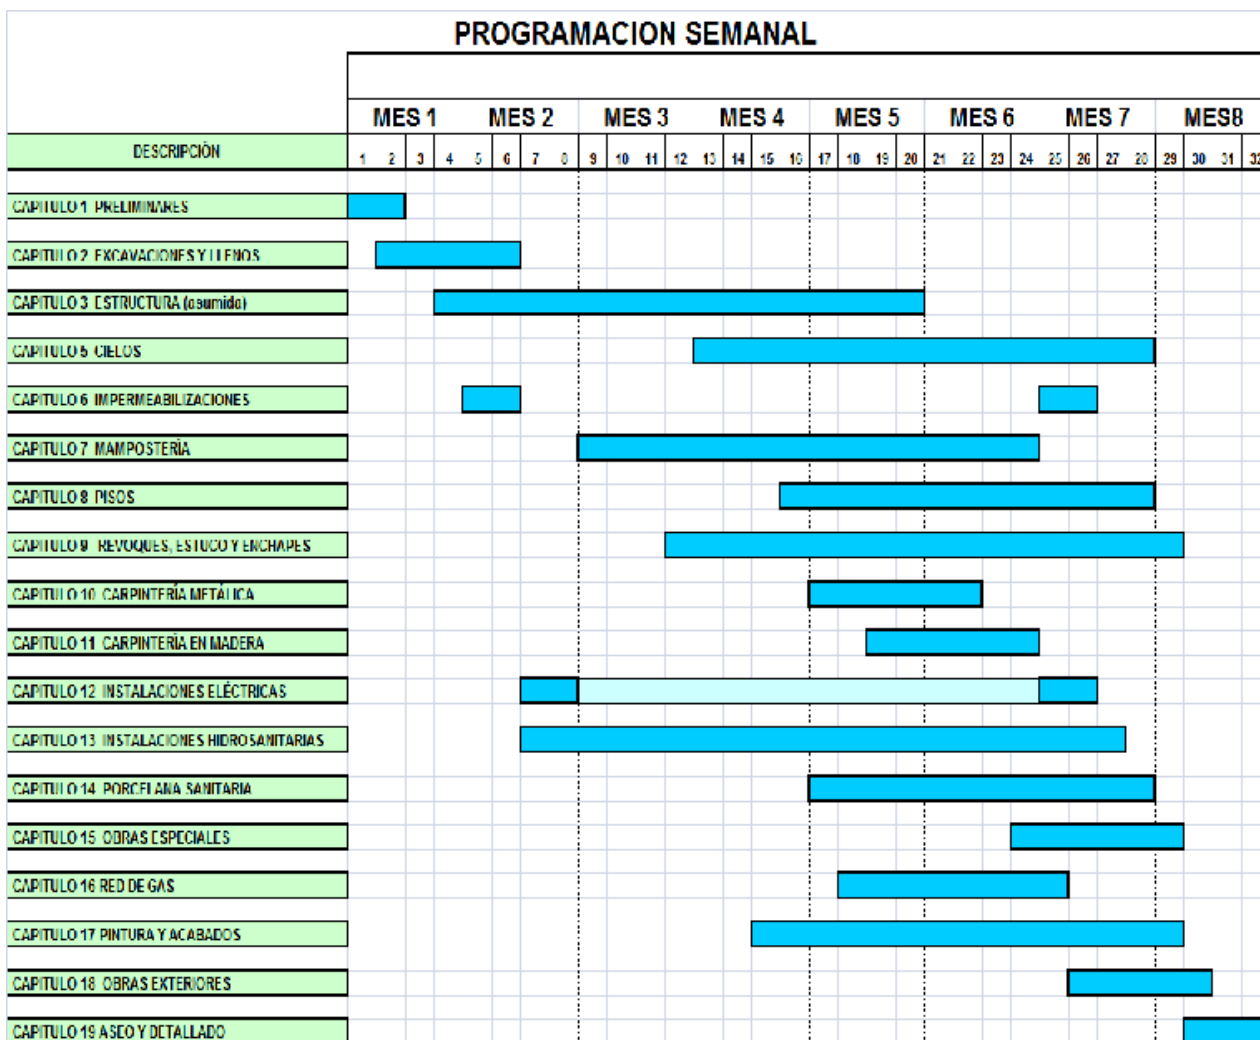 PROGRAMACION SEMANAL
MES 1 MES 2 MES 3 MES 4 MES 5 MES 6 MES 7 MES8
DESCRIPCIÒN 1 2 3 4 5 6 7 8 9 10 11 12 13 14 15 16 17 18 19 20 21 22 23 24 25 26 27 28 29 30 31 32
CAPITULO 1 PRELIMINARES
CAPITULO 2 EXCAVACIONES Y LLENOS
CAPITULO 3 ESTRUCTURA (asumida)
CAPITULO 5 CIELOS
CAPITULO 6 IMPERMEABILIZACIONES
CAPITULO 7 MAMPOSTERÍA
CAPITULO 8 PISOS
CAPITULO 9 REVOQUES, ESTUCO Y ENCHAPES
CAPITULO 10 CARPINTERÍA METÁLICA
CAPITULO 11 CARPINTERÍA EN MADERA
CAPITULO 12 INSTALACIONES ELÉCTRICAS
CAPITULO 13 INSTALACIONES HIDROSANITARIAS
CAPITULO 14 PORCELANA SANITARIA
CAPITULO 15 OBRAS ESPECIALES
CAPITULO 16 RED DE GAS
CAPITULO 17 PINTURA Y ACABADOS
CAPITULO 18 OBRAS EXTERIORES
CAPITULO 19 ASEO Y DETALLADO